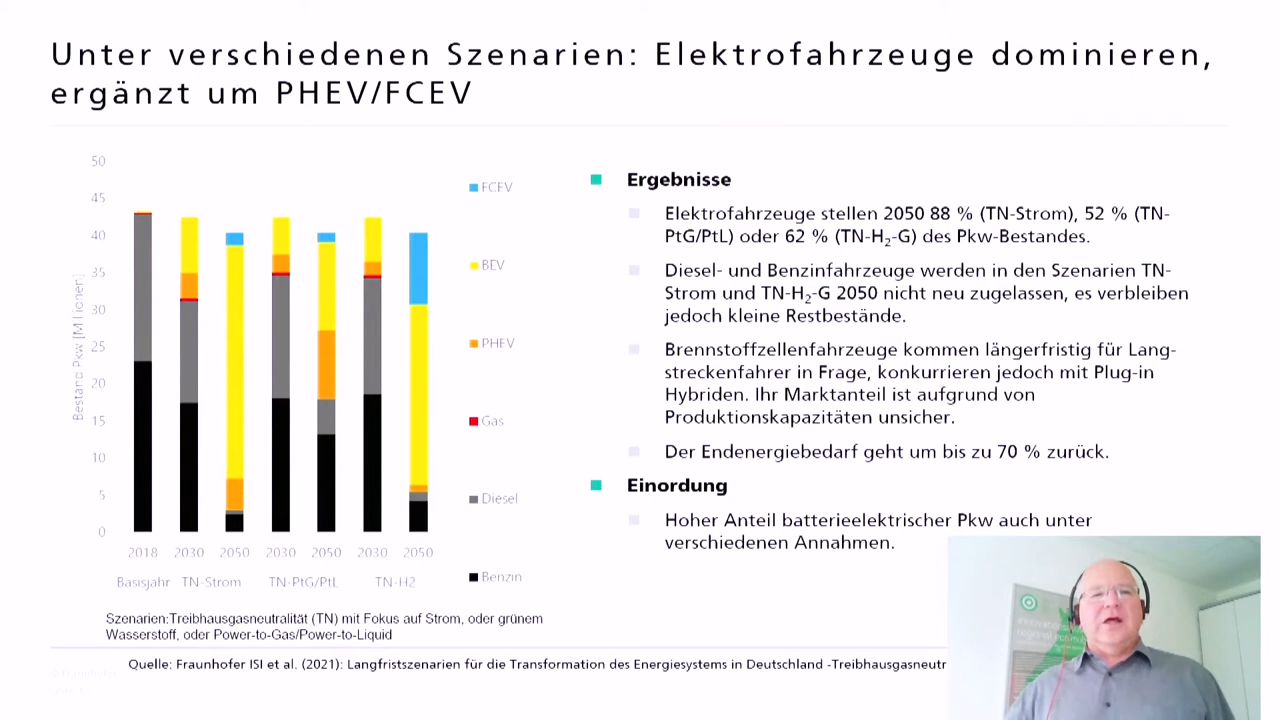 Unter verschiedenen Szenarien: Elektrofahrzeuge dominieren,
ergänzt um PHEV/FCEV
50
45
40
35
30
25
20
15
10
5
0
Bestand Pkw [Millionen]
2018 2030 2050 2030 2050 2030 2050
Basisjahr TN-Strom TN-PtG/PtL TN-H2
FCEV
BEV
PHEV
Gas
Diesel
Benzin
Szenarien:Treibhausgasneutralität (TN) mit Fokus auf Strom, oder grünem
Wasserstoff, oder Power-to-Gas/Power-to-Liquid
Ergebnisse
Elektrofahrzeuge stellen 2050 88 % (TN-Strom), 52 % (TN-
PtG/PtL) oder 62 % (TN-H₂-G) des Pkw-Bestandes.
Diesel- und Benzinfahrzeuge werden in den Szenarien TN-
Strom und TN-H₂-G 2050 nicht neu zugelassen, es verbleiben
jedoch kleine Restbestände.
Brennstoffzellenfahrzeuge kommen längerfristig für Lang-
streckenfahrer in Frage, konkurrieren jedoch mit Plug-in
Hybriden. Ihr Marktanteil ist aufgrund von
Produktionskapazitäten unsicher.
Der Endenergiebedarf geht um bis zu 70 % zurück.
Einordung
Hoher Anteil batterieelektrischer Pkw auch unter
verschiedenen Annahmen.
Quelle: Fraunhofer ISI et al. (2021): Langfristszenarien für die Transformation des Energiesystems in Deutschland -Treibhausgasneutr
© Fraunhofer